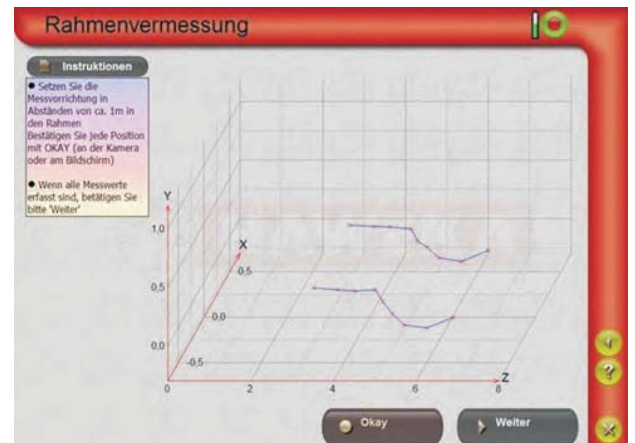 Rahmenvermessung
Instruktionen
● Setzen Sie die
Messvorrichtung in
Abständen von ca. 1m in
den Rahmen
Bestätigen Sie jede Position
mit OKAY (an der Kamera
oder am Bildschirm)
● Wenn alle Messwerte
erfasst sind, betätigen Sie
bitte 'Weiter'
Y
1,0
X
0,5
0,5
0,0
0,0
-0,5
Z
0
2
4
6
8
Okay
Weiter
?